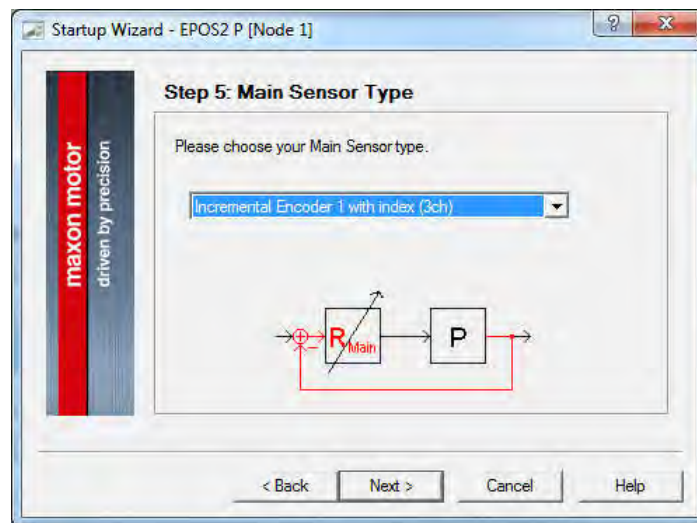 Startup Wizard - EPOS2 P [Node 1]
Step 5: Main Sensor Type
maxon motor
driven by precision
Please choose your Main Sensor type.
Incremental Encoder 1 with index (3ch)
R Main
P
< Back
Next >
Cancel
Help